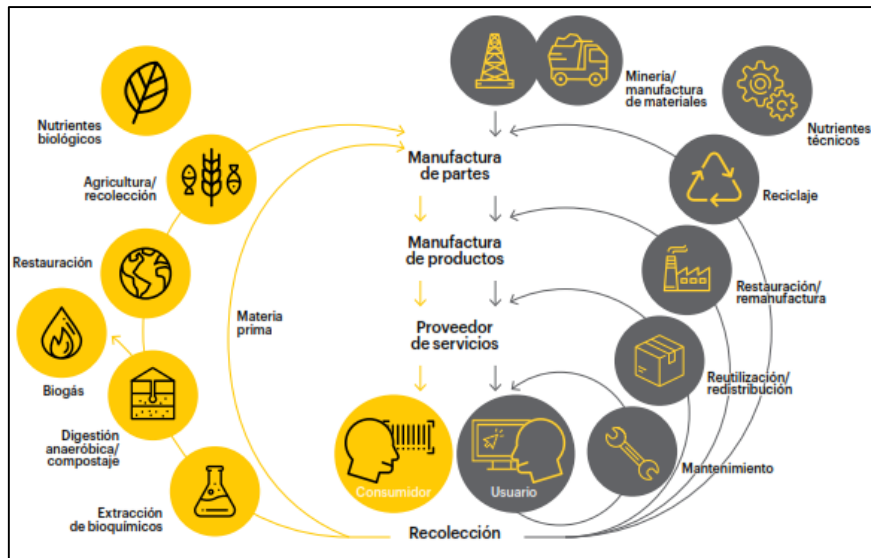 Nutrientes
biológicos
Agricultura/
recolección
Restauración
Biogás
Digestión
anaeróbica/
compostaje
Extracción
de bioquímicos
Materia
prima
Minería/
manufactura
de materiales
Manufactura
de partes
Manufactura
de productos
Proveedor
de servicios
Consumidor
Usuario
Recolección
Nutrientes
técnicos
Reciclaje
Restauración/
remanufactura
Reutilización/
redistribución
Mantenimiento